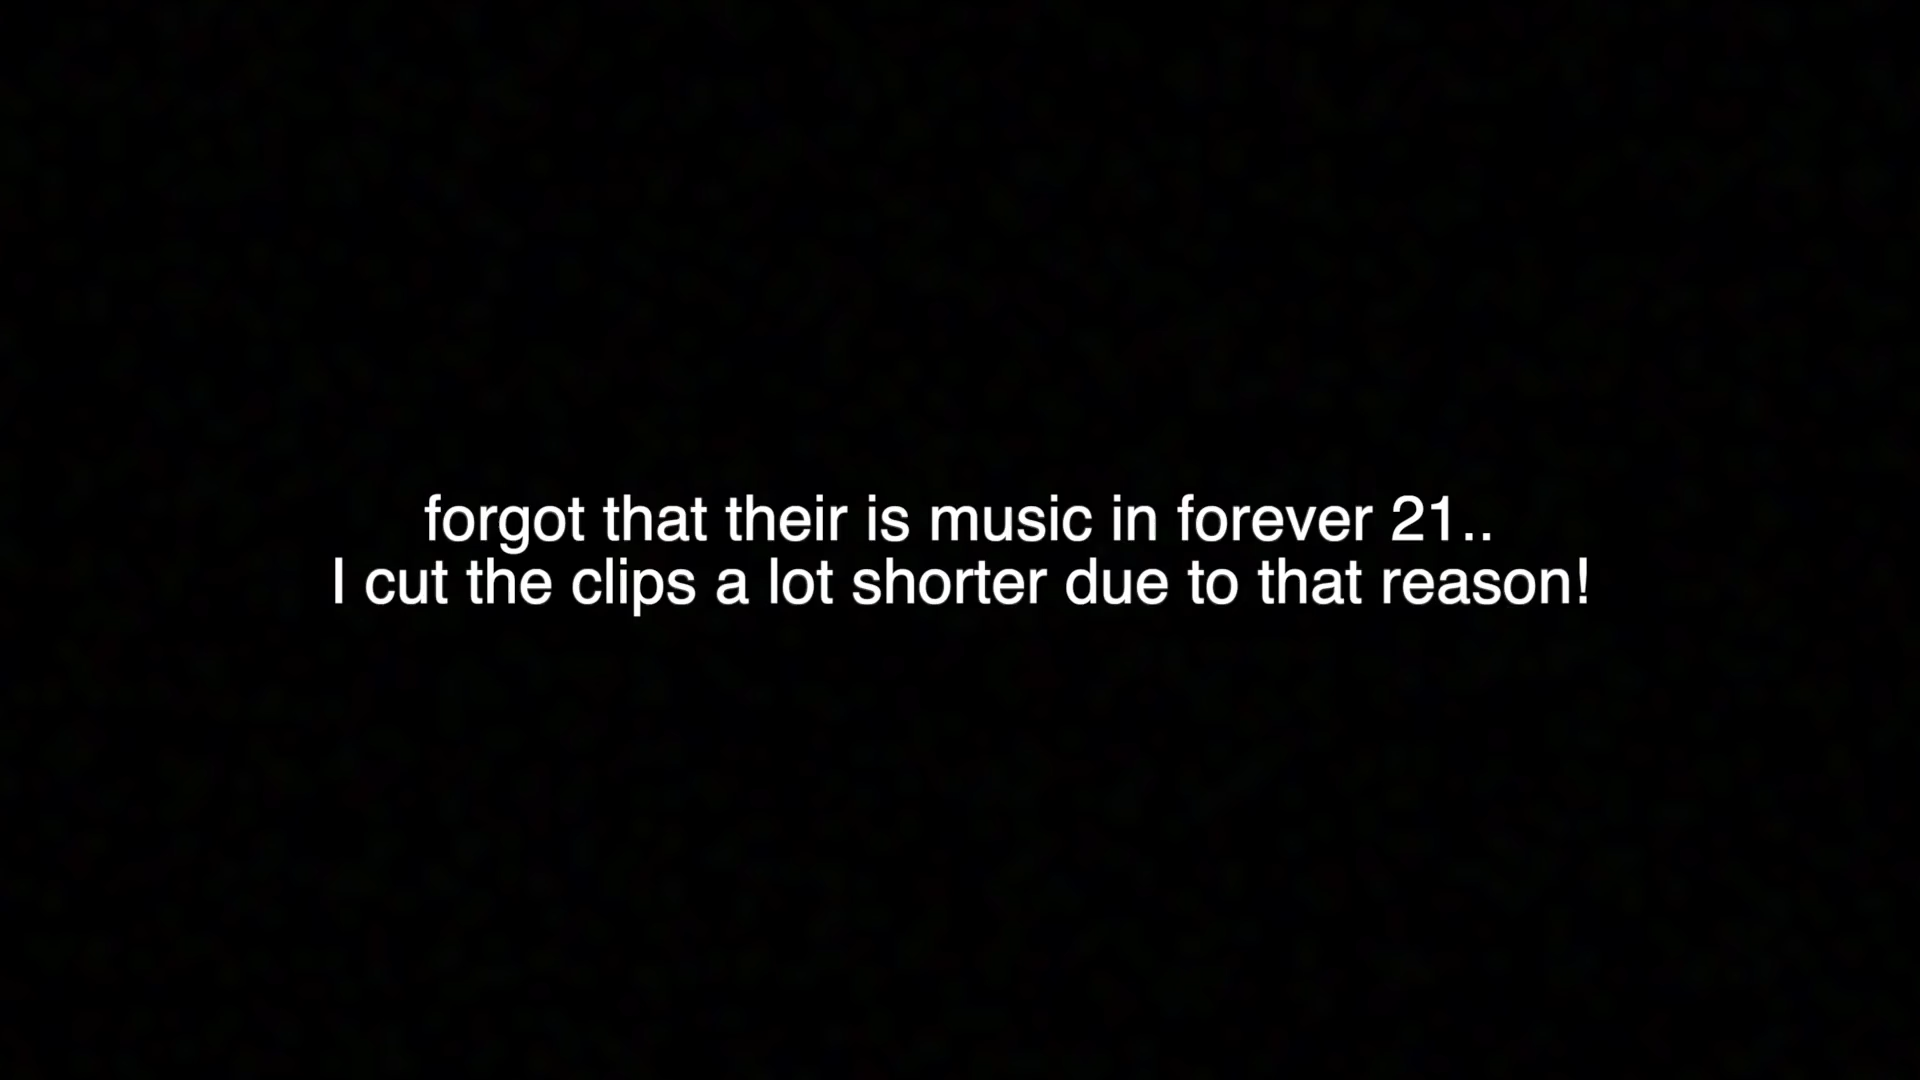 forgot that their is music in forever 21..
I cut the clips a lot shorter due to that reason!